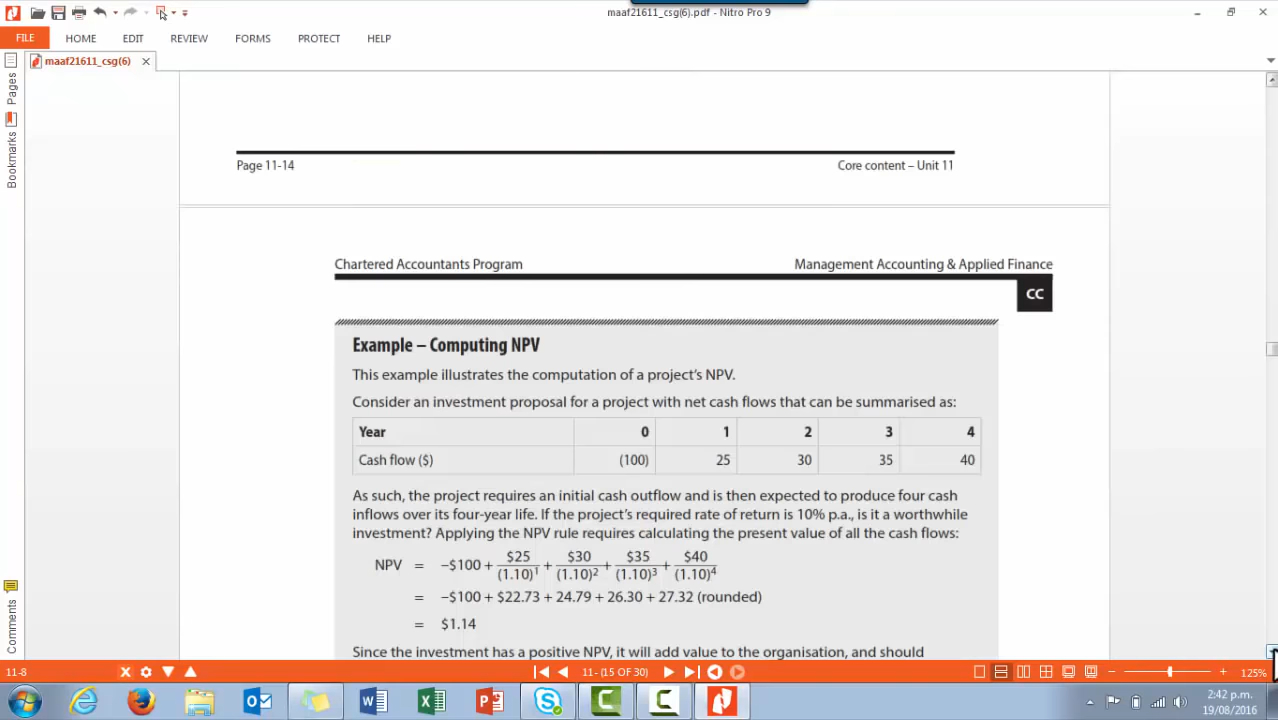 maaf21611_csg(6).pdf - Nitro Pro 9
FILE HOME EDIT REVIEW FORMS PROTECT HELP
maaf21611_csg(6)
Pages
Bookmarks
Comments
Page 11-14 Core content – Unit 11
Chartered Accountants Program Management Accounting & Applied Finance
CC
Example – Computing NPV
This example illustrates the computation of a project's NPV.
Consider an investment proposal for a project with net cash flows that can be summarised as:
Year 0 1 2 3 4
Cash flow ($) (100) 25 30 35 40
As such, the project requires an initial cash outflow and is then expected to produce four cash
inflows over its four-year life. If the project's required rate of return is 10% p.a., is it a worthwhile
investment? Applying the NPV rule requires calculating the present value of all the cash flows:
NPV = –$100 + $25/(1.10)¹ + $30/(1.10)² + $35/(1.10)³ + $40/(1.10)⁴
= –$100 + $22.73 + 24.79 + 26.30 + 27.32 (rounded)
= $1.14
Since the investment has a positive NPV, it will add value to the organisation, and should
11-8 11- (15 OF 30) 125%
2:42 p.m.
19/08/2016